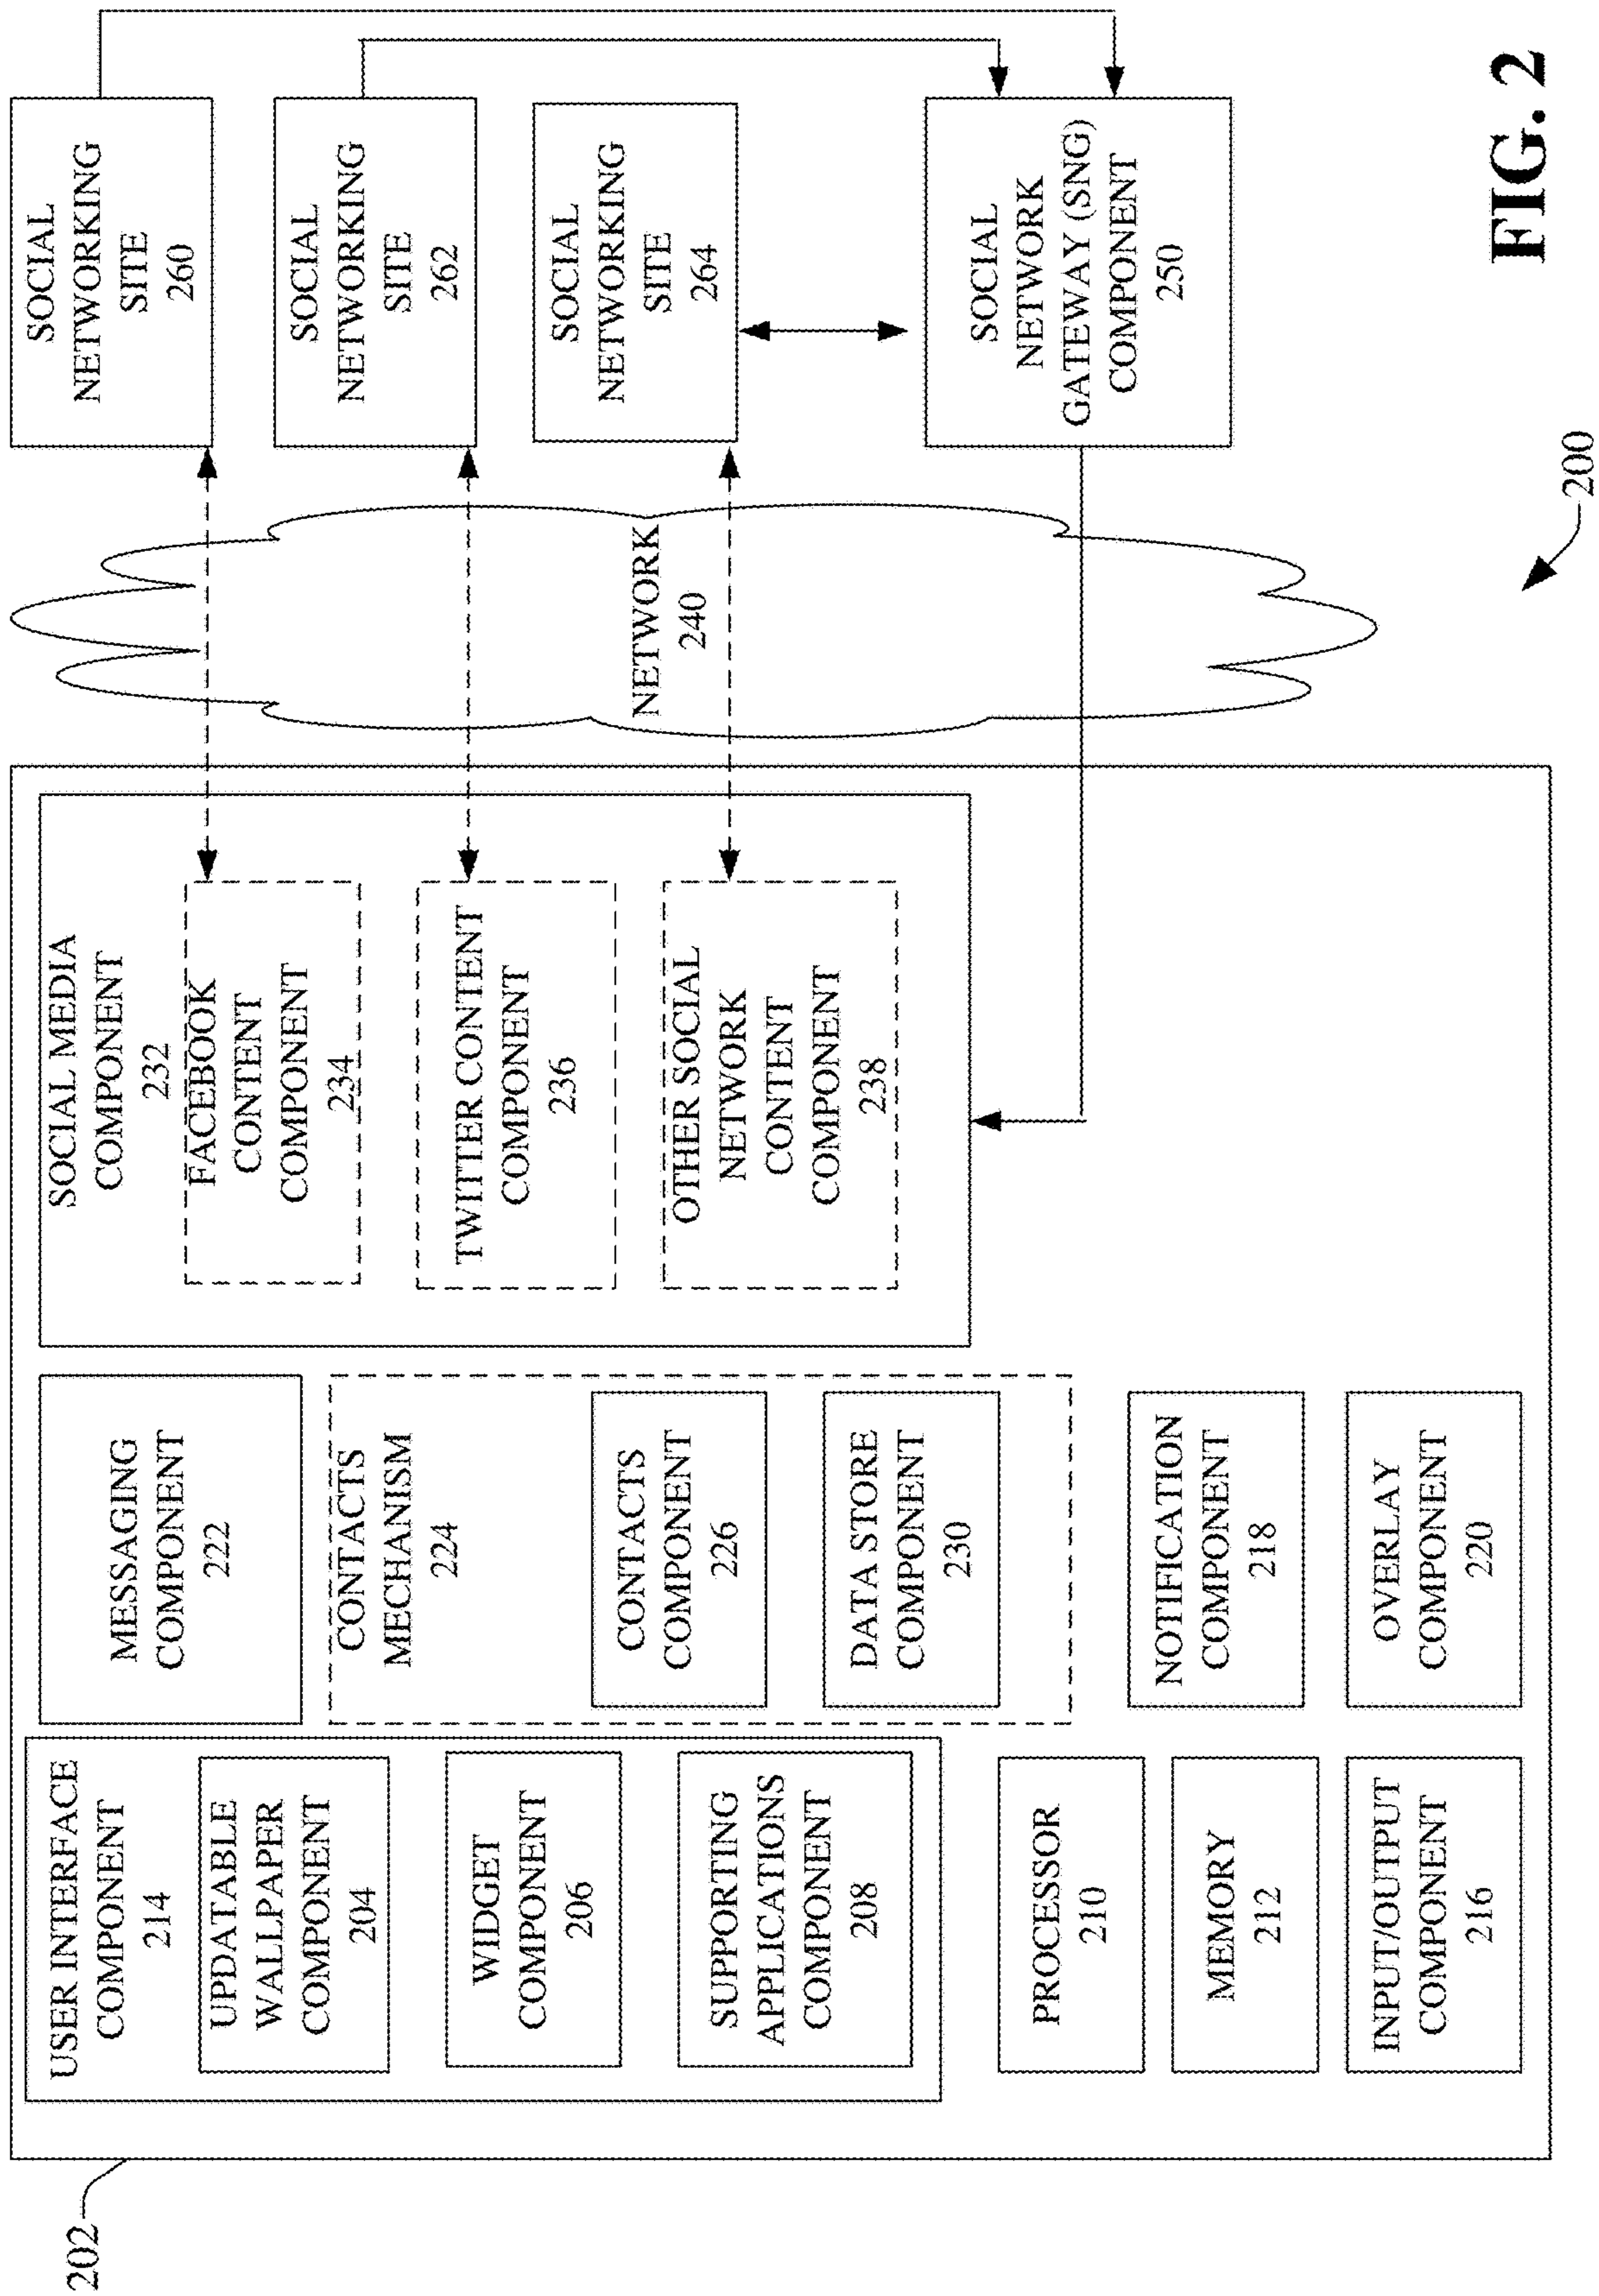 202
USER INTERFACE
COMPONENT
214
UPDATABLE
WALLPAPER
COMPONENT
204
WIDGET
COMPONENT
206
SUPPORTING
APPLICATIONS
COMPONENT
208
PROCESSOR
210
MEMORY
212
INPUT/OUTPUT
COMPONENT
216
MESSAGING
COMPONENT
222
CONTACTS
MECHANISM
224
CONTACTS
COMPONENT
226
DATA STORE
COMPONENT
230
NOTIFICATION
COMPONENT
218
OVERLAY
COMPONENT
220
SOCIAL MEDIA
COMPONENT
232
FACEBOOK
CONTENT
COMPONENT
234
TWITTER CONTENT
COMPONENT
236
OTHER SOCIAL
NETWORK
CONTENT
COMPONENT
238
NETWORK
240
SOCIAL
NETWORKING
SITE
260
SOCIAL
NETWORKING
SITE
262
SOCIAL
NETWORKING
SITE
264
SOCIAL
NETWORK
GATEWAY (SNG)
COMPONENT
250
200
FIG. 2